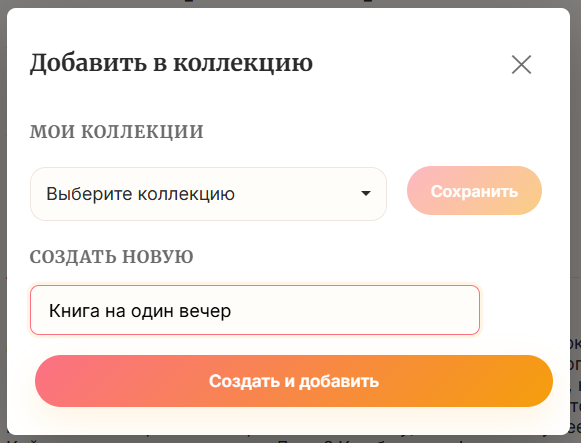 Добавить в коллекцию
МОИ КОЛЛЕКЦИИ
Выберите коллекцию
Сохранить
СОЗДАТЬ НОВУЮ
Книга на один вечер
Создать и добавить